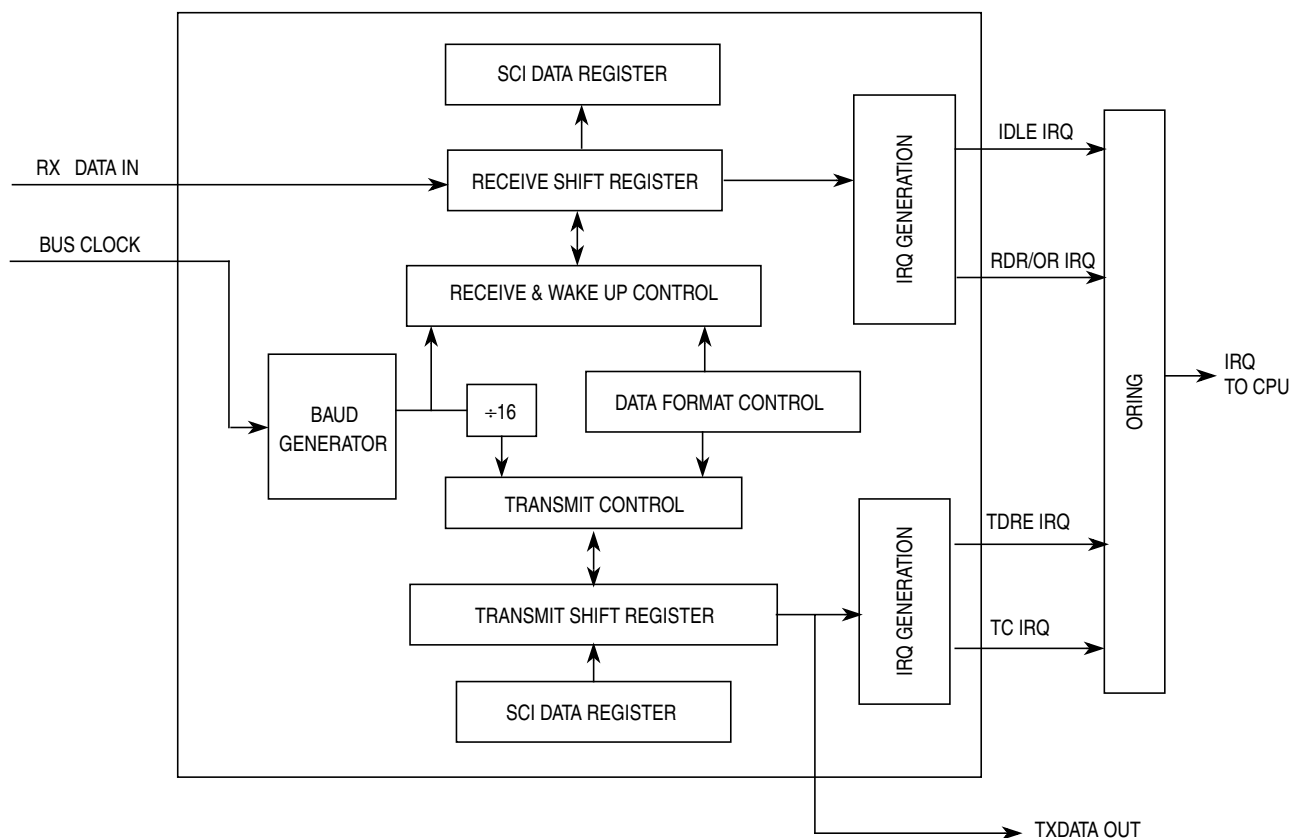 SCI DATA REGISTER
IDLE IRQ
RX DATA IN
RECEIVE SHIFT REGISTER
IRQ GENERATION
BUS CLOCK
RDR/OR IRQ
RECEIVE & WAKE UP CONTROL
IRQ
TO CPU
ORING
BAUD
GENERATOR
÷16
DATA FORMAT CONTROL
TRANSMIT CONTROL
TDRE IRQ
IRQ GENERATION
TRANSMIT SHIFT REGISTER
TC IRQ
SCI DATA REGISTER
TXDATA OUT